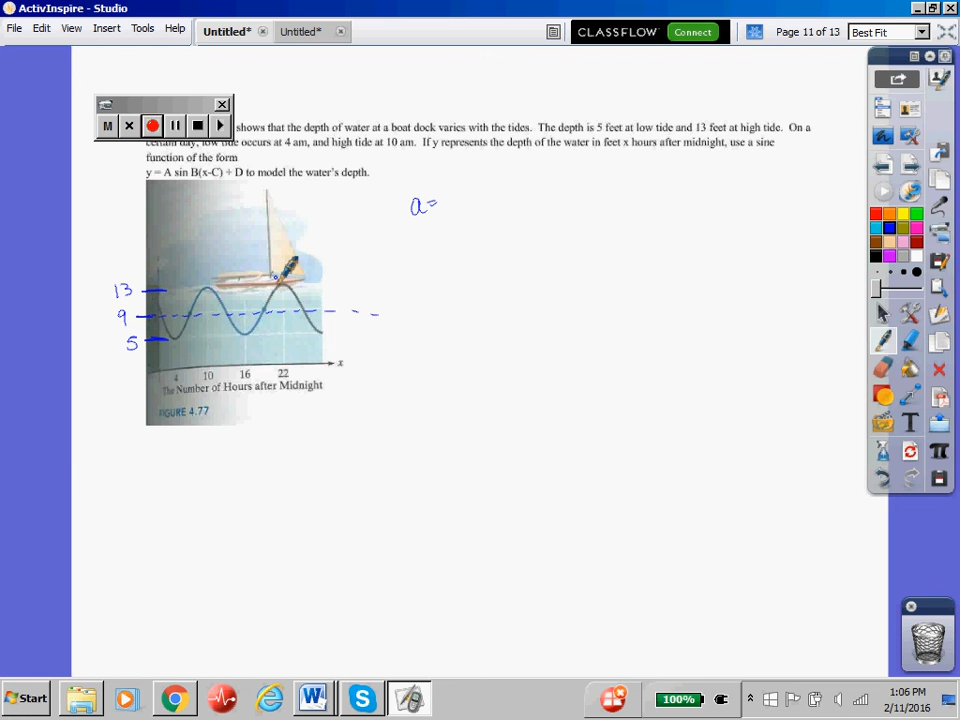 ActivInspire - Studio
File Edit View Insert Tools Help
Untitled*
Untitled*
CLASSFLOW Connect
Page 11 of 13
Best Fit
M
shows that the depth of water at a boat dock varies with the tides. The depth is 5 feet at low tide and 13 feet at high tide. On a
certain day, low tide occurs at 4 am, and high tide at 10 am. If y represents the depth of the water in feet x hours after midnight, use a sine
function of the form
y = A sin B(x-C) + D to model the water's depth.
a=
13
9
5
x
4 10 16 22
The Number of Hours after Midnight
FIGURE 4.77
T
Start
W
S
100%
1:06 PM
2/11/2016